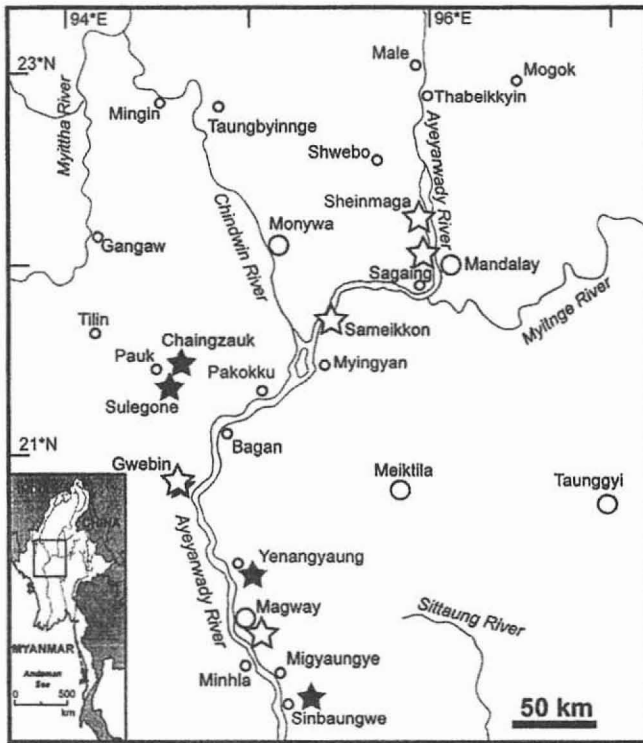 94°E
96°E
23°N
Male
Mogok
Thabeikkyin
Mingin
Taungbyinnge
Myittha River
Shwebo
Ayeyarwady River
Sheinmaga
Chindwin River
Monywa
Gangaw
Sagaing
Mandalay
Myitnge River
Tilin
Chaingzauk
Sameikkon
Pauk
Myingyan
Pakokku
Sulegone
21°N
Bagan
Gwebin
Meiktila
Taunggyi
CHINA
Ayeyarwady River
Yenangyaung
Magway
Sittaung River
MYANMAR
Minhla
Migyaungye
Andaman
Sea
0 500
km
Sinbaungwe
50 km